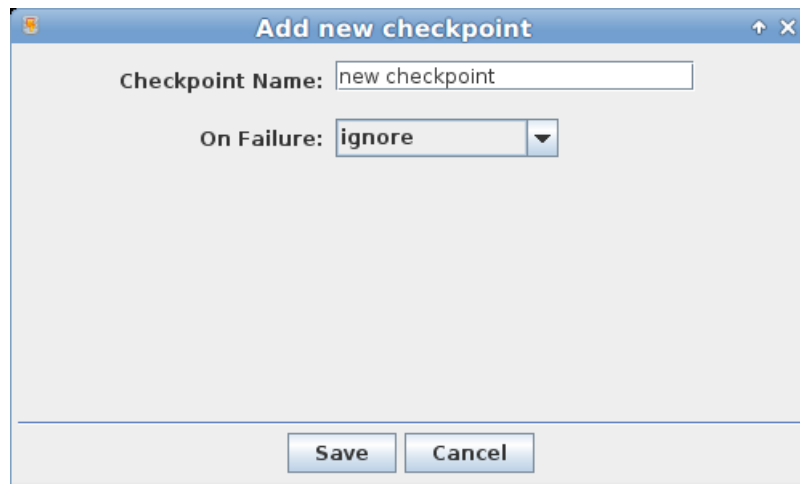 Add new checkpoint
Checkpoint Name: new checkpoint
On Failure: ignore
Save Cancel